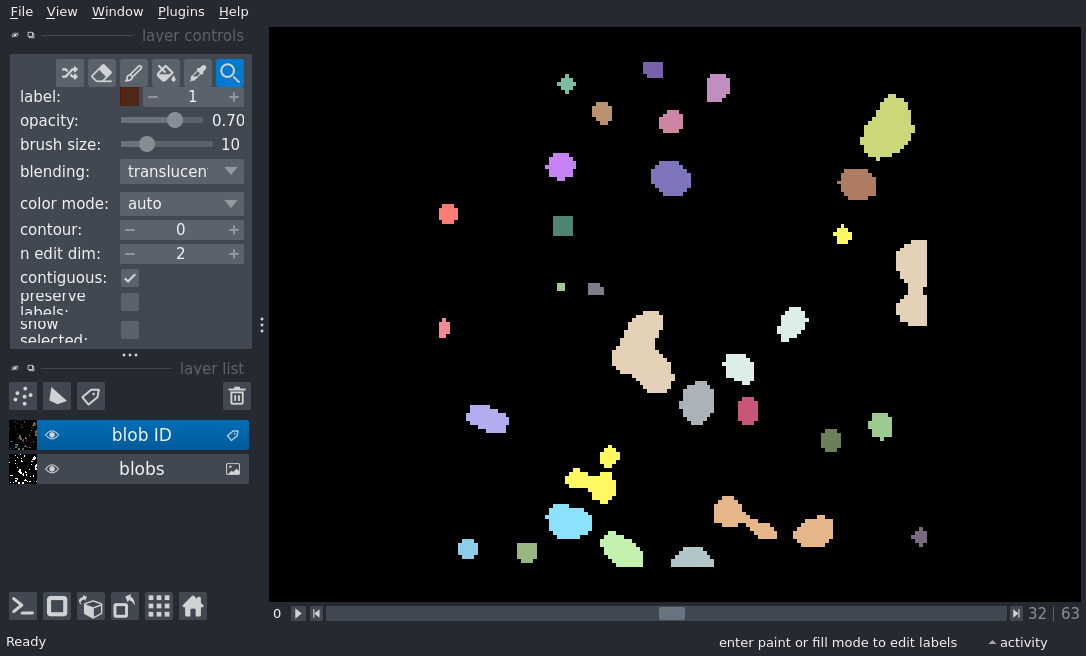 File View Window Plugins Help
layer controls
label: 1
opacity: 0.70
brush size: 10
blending: translucen
color mode: auto
contour: 0
n edit dim: 2
contiguous:
preserve
labels:
show
selected:
layer list
blob ID
blobs
0 32 | 63
Ready enter paint or fill mode to edit labels activity